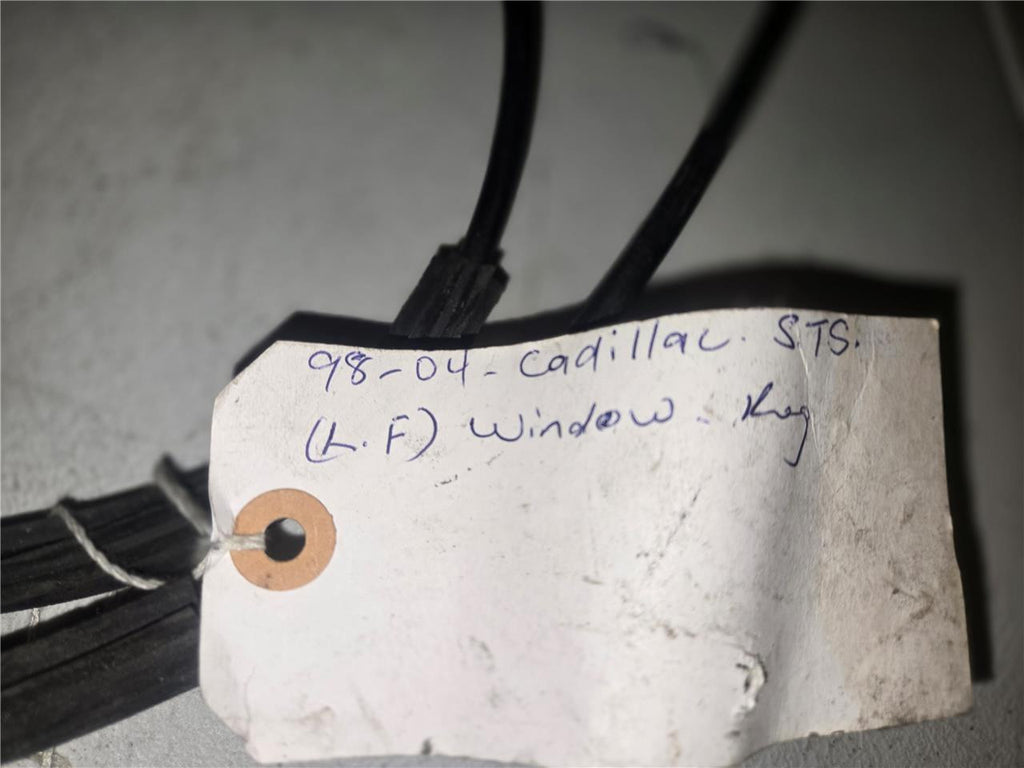 98-04- Cadillac. STS.
(L.F) Window. Reg